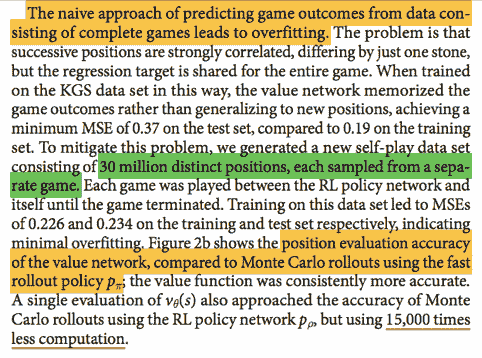 The naive approach of predicting game outcomes from data con-
sisting of complete games leads to overfitting. The problem is that
successive positions are strongly correlated, differing by just one stone,
but the regression target is shared for the entire game. When trained
on the KGS data set in this way, the value network memorized the
game outcomes rather than generalizing to new positions, achieving a
minimum MSE of 0.37 on the test set, compared to 0.19 on the training
set. To mitigate this problem, we generated a new self-play data set
consisting of 30 million distinct positions, each sampled from a sepa-
rate game. Each game was played between the RL policy network and
itself until the game terminated. Training on this data set led to MSEs
of 0.226 and 0.234 on the training and test set respectively, indicating
minimal overfitting. Figure 2b shows the position evaluation accuracy
of the value network, compared to Monte Carlo rollouts using the fast
rollout policy pπ; the value function was consistently more accurate.
A single evaluation of vθ(s) also approached the accuracy of Monte
Carlo rollouts using the RL policy network pρ, but using 15,000 times
less computation.